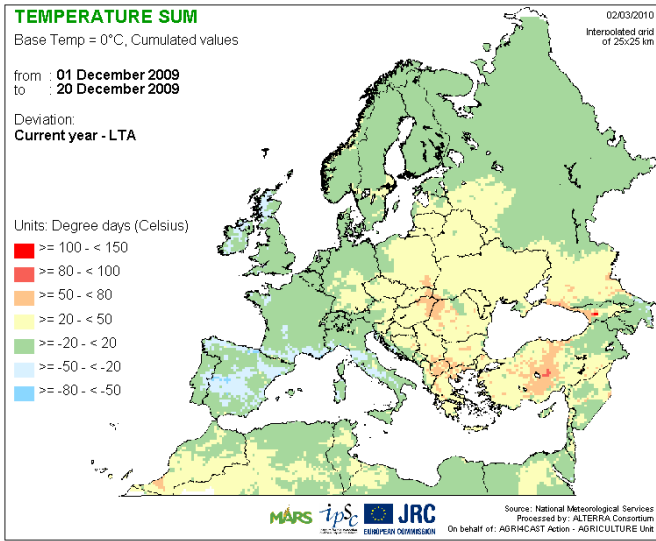 TEMPERATURE SUM
Base Temp = 0°C, Cumulated values
from : 01 December 2009
to : 20 December 2009
Deviation:
Current year - LTA
02/03/2010
Interpolated grid
of 25x25 km
Units: Degree days (Celsius)
>= 100 - < 150
>= 80 - < 100
>= 50 - < 80
>= 20 - < 50
>= -20 - < 20
>= -50 - < -20
>= -80 - < -50
MARS
ipsc
JRC
EUROPEAN COMMISSION
Source: National Meteorological Services
Processed by: ALTERRA Consortium
On behalf of: AGRI4CAST Action - AGRICULTURE Unit